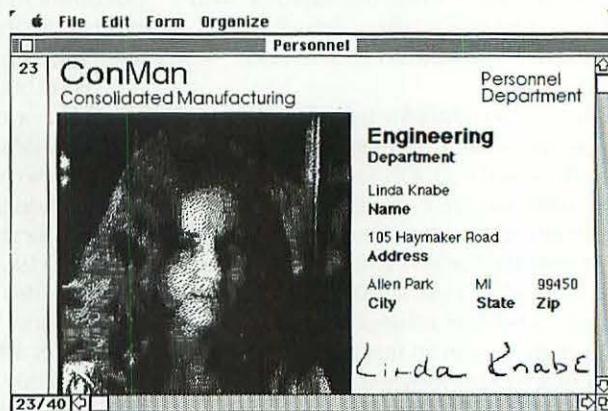 File Edit Form Organize
Personnel
23
ConMan
Consolidated Manufacturing
Personnel
Department
Engineering
Department
Linda Knabe
Name
105 Haymaker Road
Address
Allen Park MI 99450
City State Zip
Linda Knabe
23/40